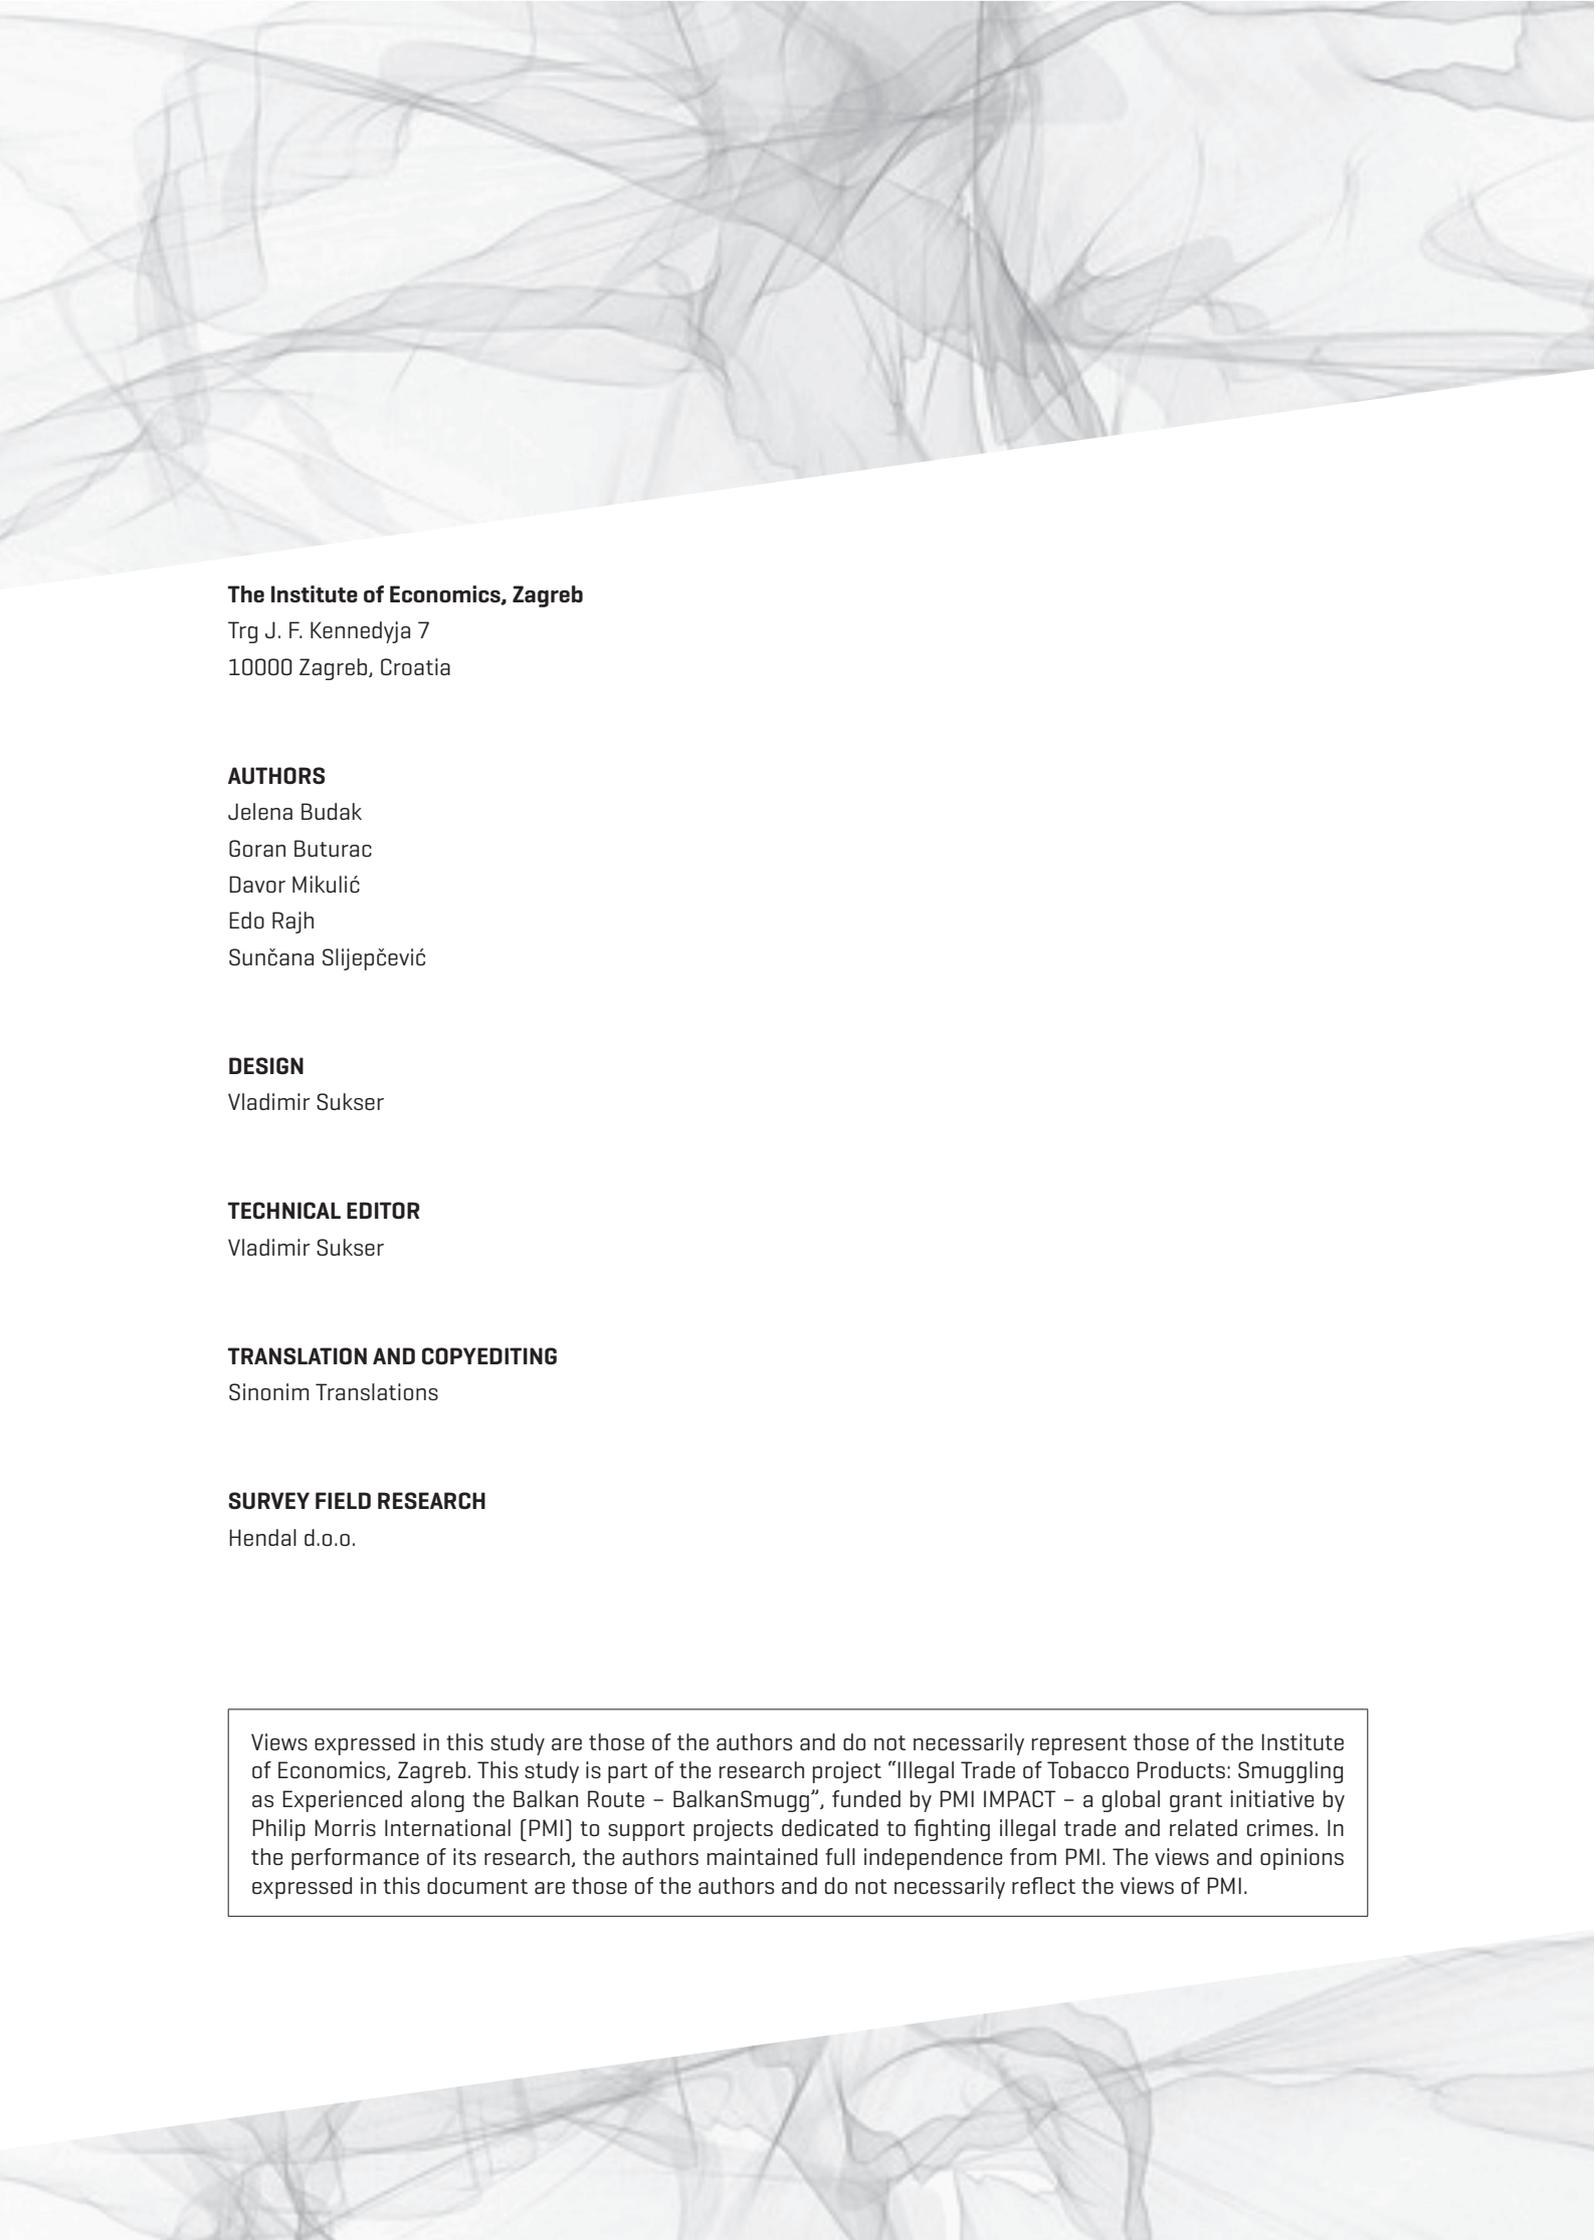 The Institute of Economics, Zagreb
Trg J. F. Kennedyja 7
10000 Zagreb, Croatia
AUTHORS
Jelena Budak
Goran Buturac
Davor Mikulić
Edo Rajh
Sunčana Slijepčević
DESIGN
Vladimir Sukser
TECHNICAL EDITOR
Vladimir Sukser
TRANSLATION AND COPYEDITING
Sinonim Translations
SURVEY FIELD RESEARCH
Hendal d.o.o.
Views expressed in this study are those of the authors and do not necessarily represent those of the Institute
of Economics, Zagreb. This study is part of the research project “Illegal Trade of Tobacco Products: Smuggling
as Experienced along the Balkan Route – BalkanSmugg”, funded by PMI IMPACT – a global grant initiative by
Philip Morris International (PMI) to support projects dedicated to fighting illegal trade and related crimes. In
the performance of its research, the authors maintained full independence from PMI. The views and opinions
expressed in this document are those of the authors and do not necessarily reflect the views of PMI.